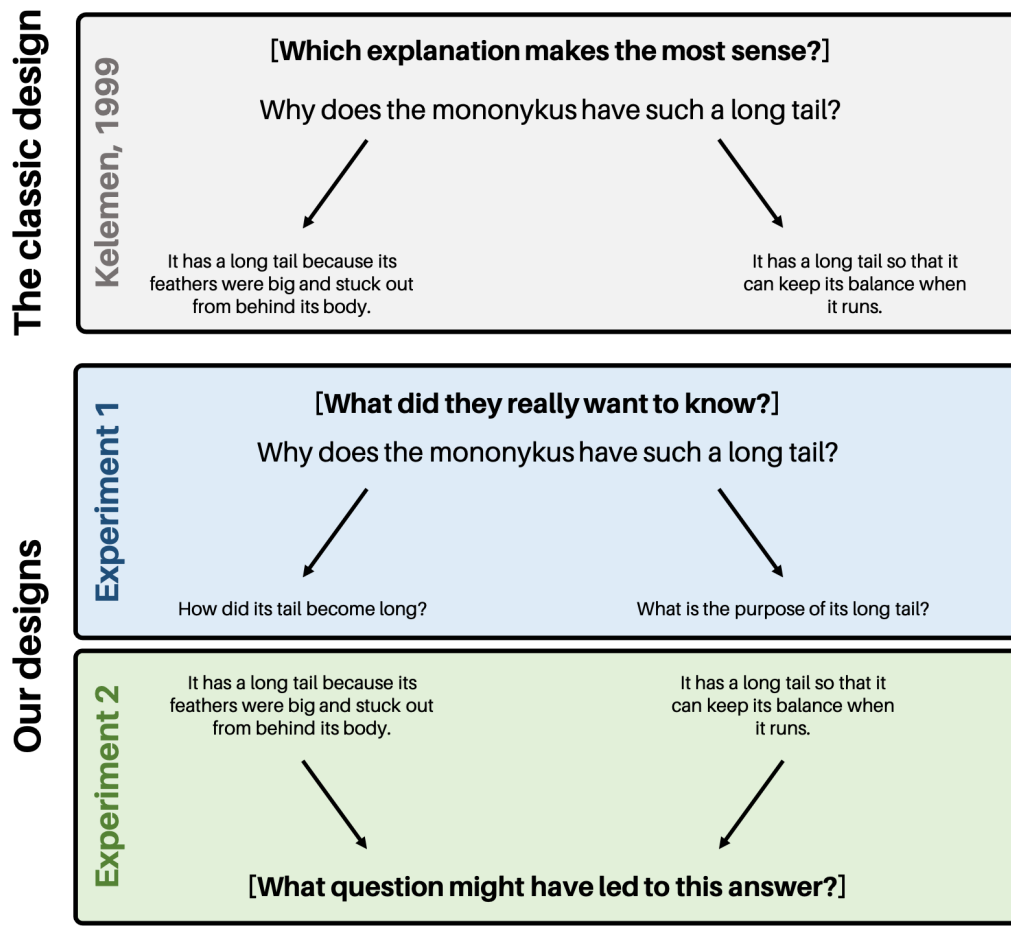 The classic design
Kelemen, 1999
[Which explanation makes the most sense?]
Why does the mononykus have such a long tail?
It has a long tail because its
feathers were big and stuck out
from behind its body.
It has a long tail so that it
can keep its balance when
it runs.
Our designs
Experiment 1
[What did they really want to know?]
Why does the mononykus have such a long tail?
How did its tail become long?
What is the purpose of its long tail?
Experiment 2
It has a long tail because its
feathers were big and stuck out
from behind its body.
It has a long tail so that it
can keep its balance when
it runs.
[What question might have led to this answer?]